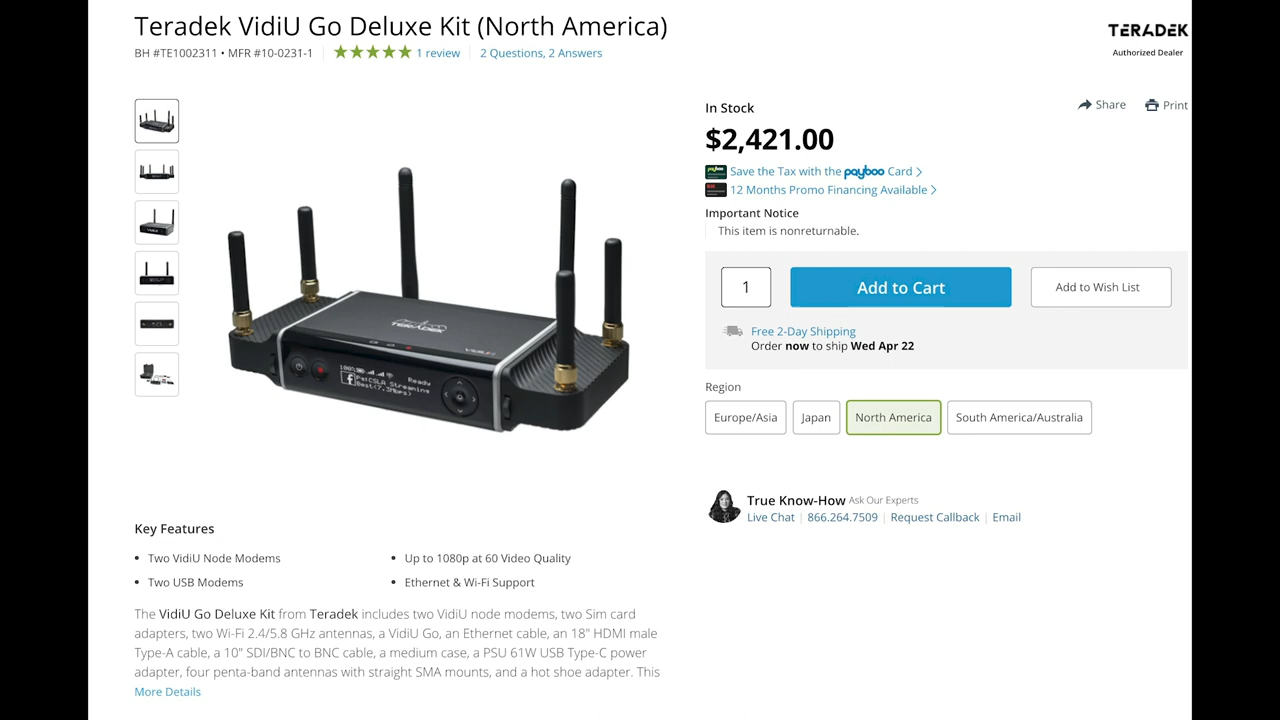 Teradek VidiU Go Deluxe Kit (North America)
BH #TE1002311 • MFR #10-0231-1
1 review
2 Questions, 2 Answers
TERADEK
Authorized Dealer
In Stock
Share
Print
$2,421.00
Save the Tax with the payboo Card
12 Months Promo Financing Available
Important Notice
This item is nonreturnable.
1
Add to Cart
Add to Wish List
Free 2-Day Shipping
Order now to ship Wed Apr 22
Region
Europe/Asia
Japan
North America
South America/Australia
TERADEK
100%
Ready
Pa:CSLA Streaming
Best(7.3Mbps)
True Know-How Ask Our Experts
Live Chat | 866.264.7509 | Request Callback | Email
Key Features
• Two VidiU Node Modems
• Up to 1080p at 60 Video Quality
• Two USB Modems
• Ethernet & Wi-Fi Support
The VidiU Go Deluxe Kit from Teradek includes two VidiU node modems, two Sim card
adapters, two Wi-Fi 2.4/5.8 GHz antennas, a VidiU Go, an Ethernet cable, an 18" HDMI male
Type-A cable, a 10" SDI/BNC to BNC cable, a medium case, a PSU 61W USB Type-C power
adapter, four penta-band antennas with straight SMA mounts, and a hot shoe adapter. This
More Details